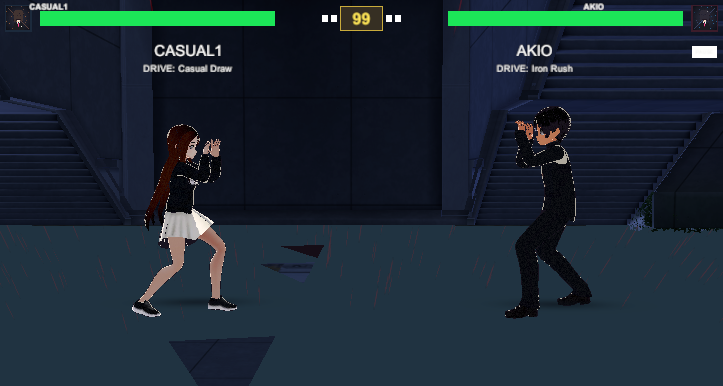 CASUAL1
99
AKIO
CASUAL1
DRIVE: Casual Draw
AKIO
DRIVE: Iron Rush